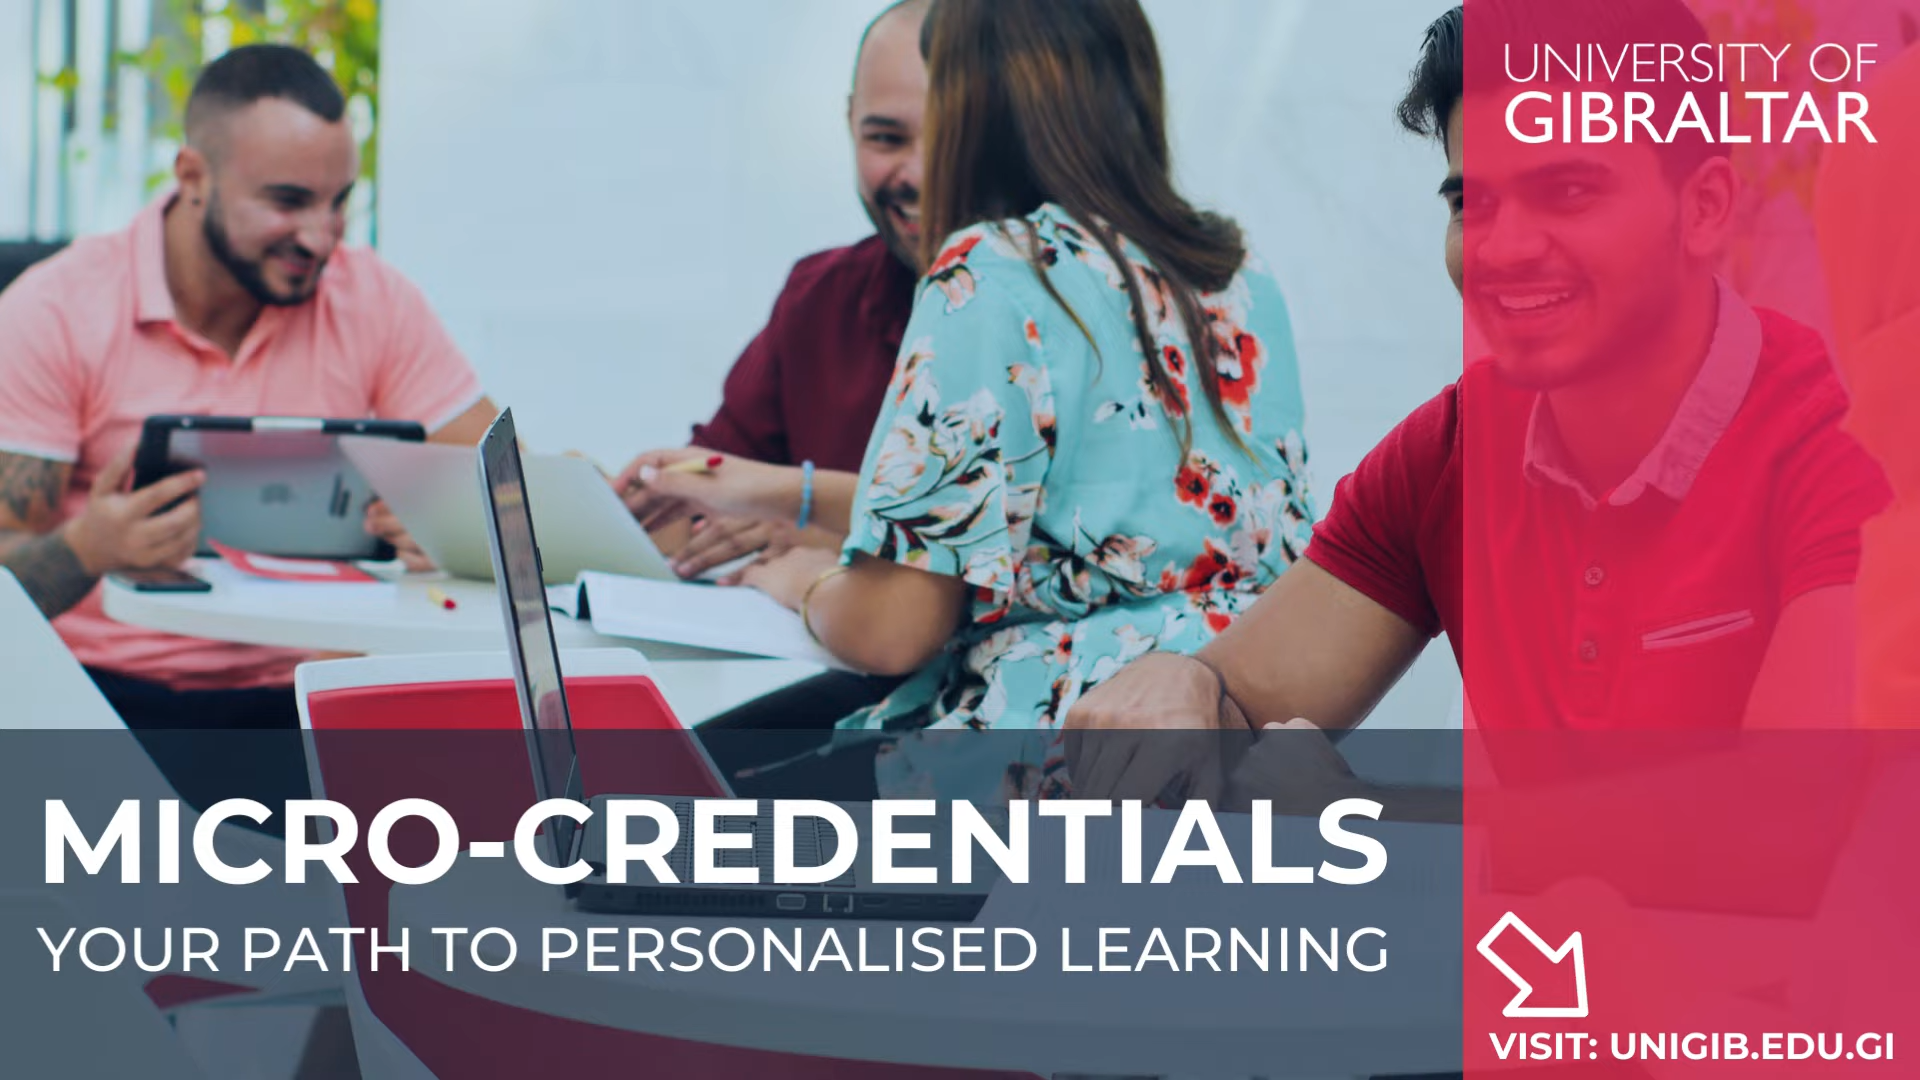 UNIVERSITY OF
GIBRALTAR
MICRO-CREDENTIALS
YOUR PATH TO PERSONALISED LEARNING
VISIT: UNIGIB.EDU.GI